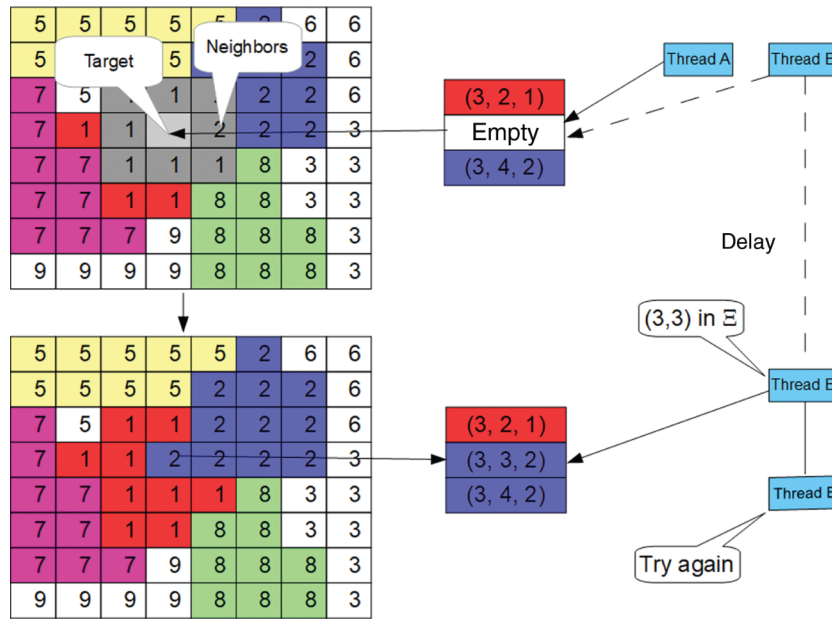 5 5 5 5 5 2 6 6
Neighbors
Target
5 5 2 6
7 5 1 1 2 2 2 6
7 1 1 2 2 2 3
7 7 1 1 1 8 3 3
7 7 1 1 8 8 3 3
7 7 7 9 8 8 8 3
9 9 9 9 8 8 8 3
Thread A
Thread B
(3, 2, 1)
Empty
(3, 4, 2)
Delay
5 5 5 5 5 2 6 6
5 5 5 5 2 2 2 6
7 5 1 1 2 2 2 6
7 1 1 2 2 2 2 3
7 7 1 1 1 8 3 3
7 7 1 1 8 8 3 3
7 7 7 9 8 8 8 3
9 9 9 9 8 8 8 3
(3, 2, 1)
(3, 3, 2)
(3, 4, 2)
(3,3) in Ξ
Thread B
Thread B
Try again